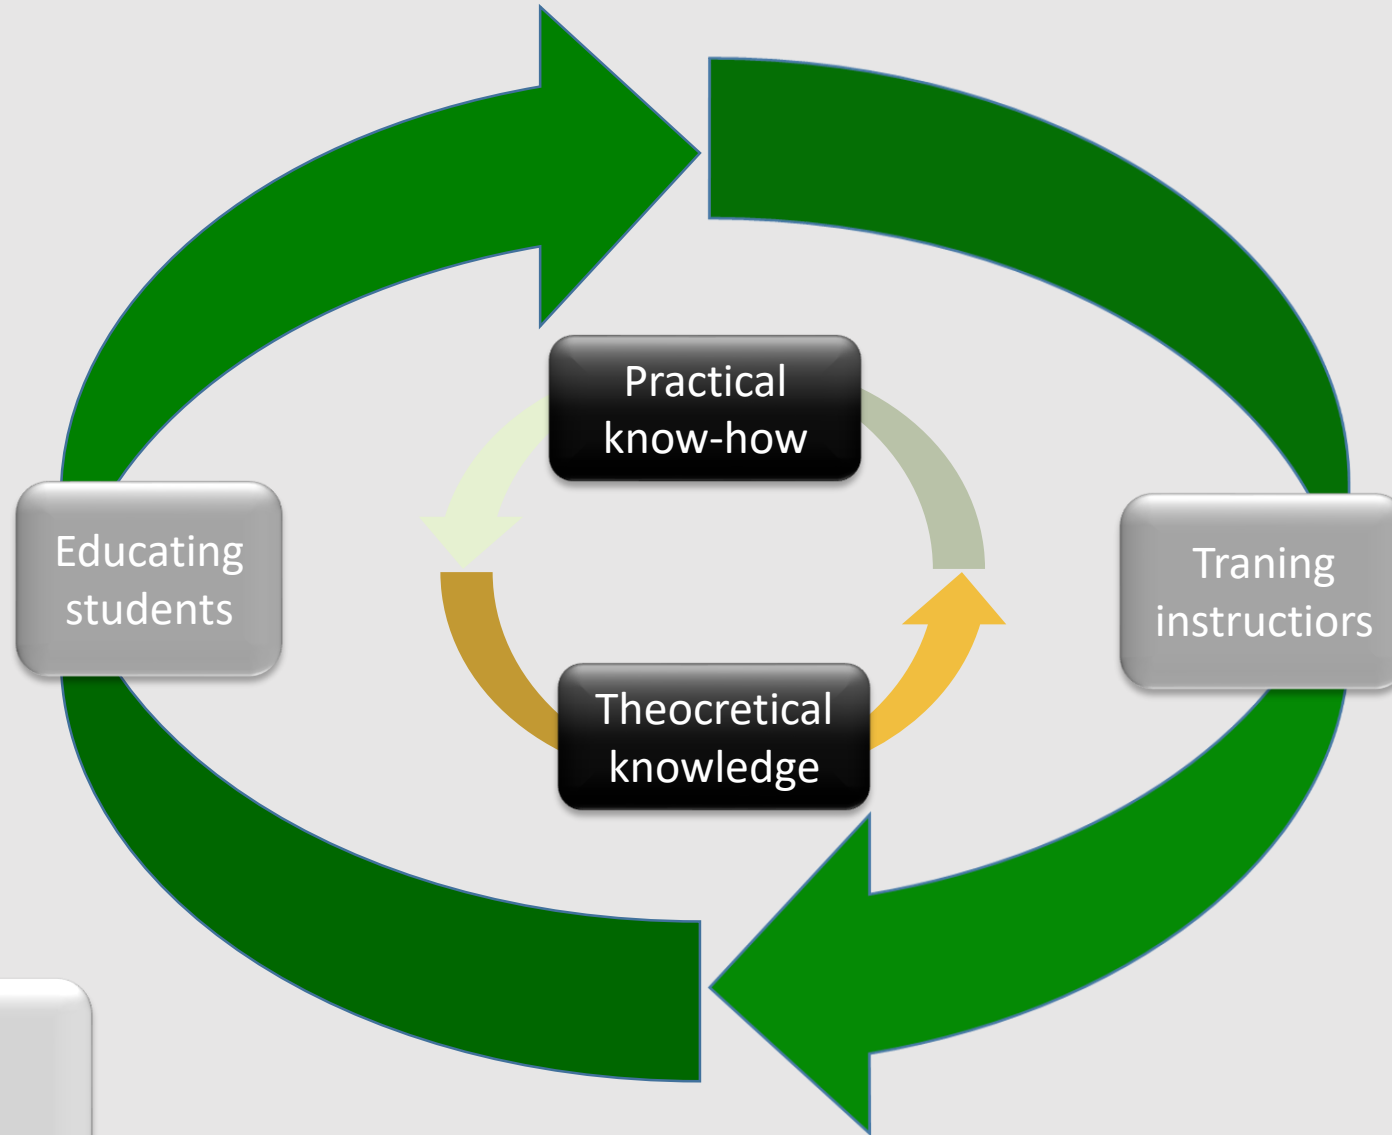 Practical
know-how
Educating
students
Traning
instructiors
Theocretical
knowledge